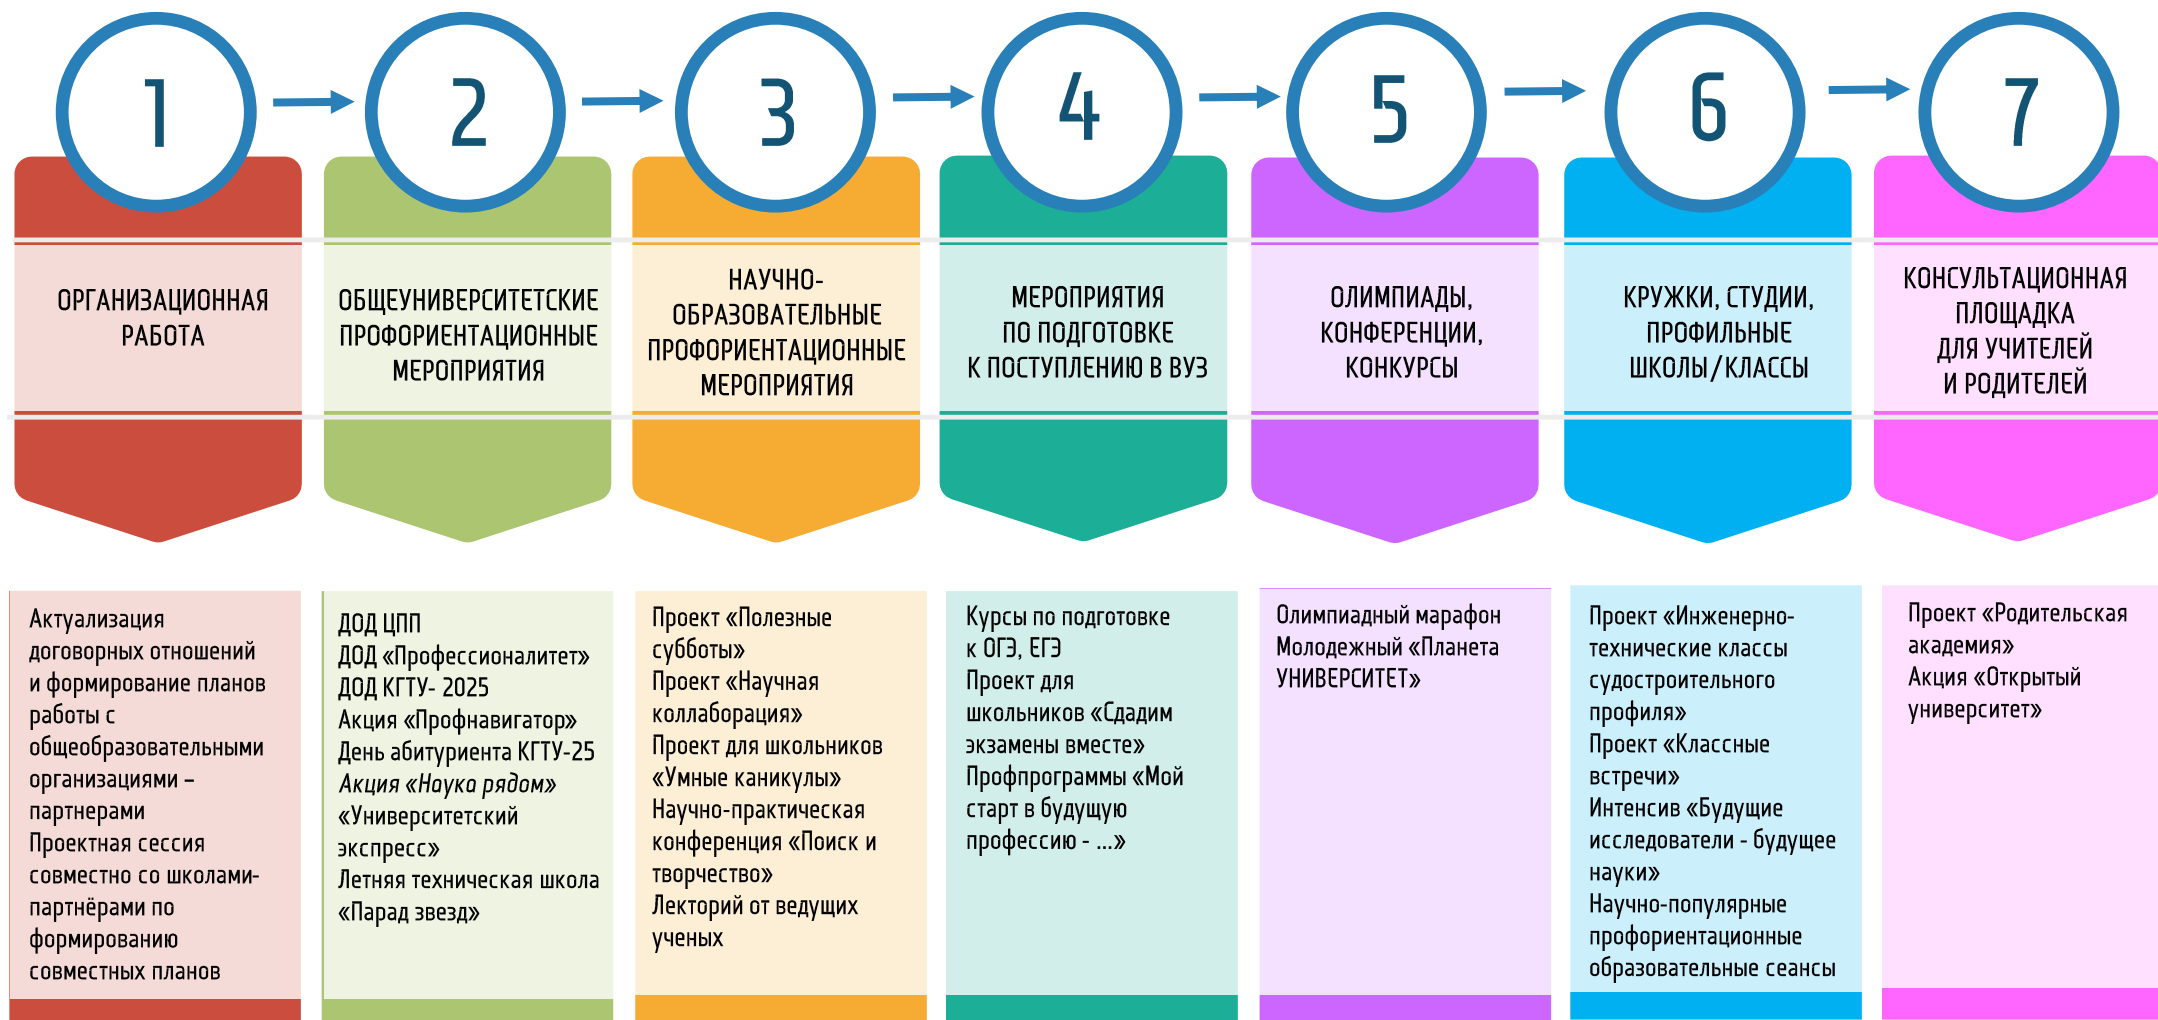 1
2
3
4
5
6
7
ОРГАНИЗАЦИОННАЯ
РАБОТА
ОБЩЕУНИВЕРСИТЕТСКИЕ
ПРОФОРИЕНТАЦИОННЫЕ
МЕРОПРИЯТИЯ
НАУЧНО-
ОБРАЗОВАТЕЛЬНЫЕ
ПРОФОРИЕНТАЦИОННЫЕ
МЕРОПРИЯТИЯ
МЕРОПРИЯТИЯ
ПО ПОДГОТОВКЕ
К ПОСТУПЛЕНИЮ В ВУЗ
ОЛИМПИАДЫ,
КОНФЕРЕНЦИИ,
КОНКУРСЫ
КРУЖКИ, СТУДИИ,
ПРОФИЛЬНЫЕ
ШКОЛЫ/КЛАССЫ
КОНСУЛЬТАЦИОННАЯ
ПЛОЩАДКА
ДЛЯ УЧИТЕЛЕЙ
И РОДИТЕЛЕЙ
Актуализация
договорных отношений
и формирование планов
работы с
общеобразовательными
организациями –
партнерами
Проектная сессия
совместно со школами-
партнёрами по
формированию
совместных планов
ДОД ЦПП
ДОД «Профессионалитет»
ДОД КГТУ- 2025
Акция «Профнавигатор»
День абитуриента КГТУ-25
Акция «Наука рядом»
«Университетский
экспресс»
Летняя техническая школа
«Парад звезд»
Проект «Полезные
субботы»
Проект «Научная
коллаборация»
Проект для школьников
«Умные каникулы»
Научно-практическая
конференция «Поиск и
творчество»
Лекторий от ведущих
ученых
Курсы по подготовке
к ОГЭ, ЕГЭ
Проект для
школьников «Сдадим
экзамены вместе»
Профпрограммы «Мой
старт в будущую
профессию - ...»
Олимпиадный марафон
Молодежный «Планета
УНИВЕРСИТЕТ»
Проект «Инженерно-
технические классы
судостроительного
профиля»
Проект «Классные
встречи»
Интенсив «Будущие
исследователи - будущее
науки»
Научно-популярные
профориентационные
образовательные сеансы
Проект «Родительская
академия»
Акция «Открытый
университет»